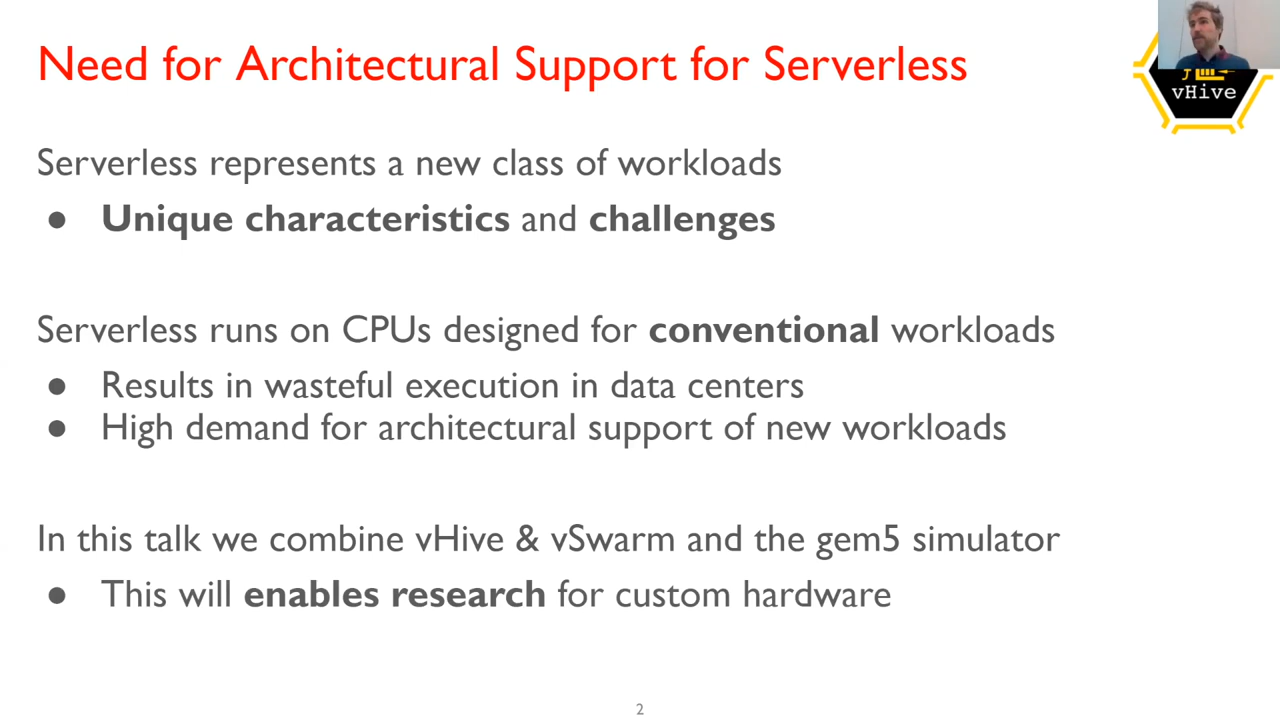 Need for Architectural Support for Serverless
vHive
Serverless represents a new class of workloads
● Unique characteristics and challenges
Serverless runs on CPUs designed for conventional workloads
● Results in wasteful execution in data centers
● High demand for architectural support of new workloads
In this talk we combine vHive & vSwarm and the gem5 simulator
● This will enables research for custom hardware
2